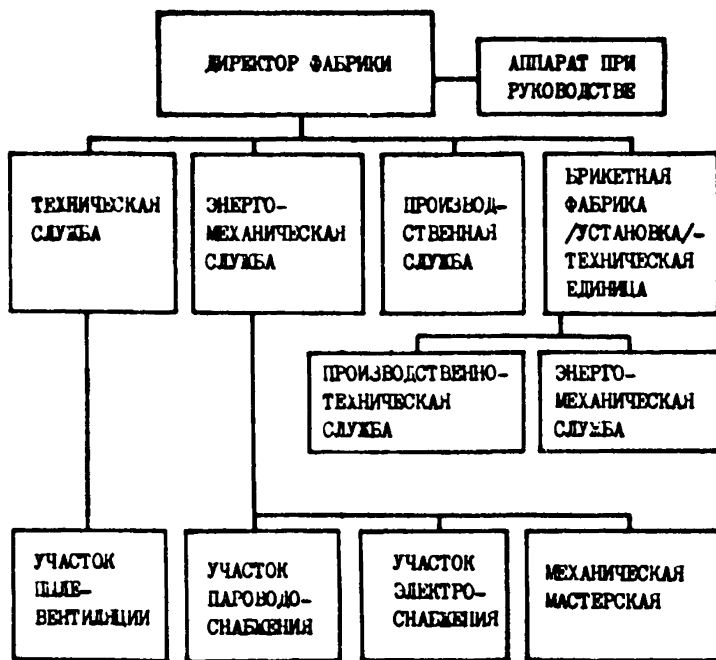 ДИРЕКТОР ФАБРИКИ
АППАРАТ ПРИ
РУКОВОДСТВЕ
ТЕХНИЧЕСКАЯ
СЛУЖБА
ЭНЕРГО-
МЕХАНИЧЕСКАЯ
СЛУЖБА
ПРОИЗВОД-
СТВЕННАЯ
СЛУЖБА
БРИКЕТНАЯ
ФАБРИКА
/УСТАНОВКА/-
ТЕХНИЧЕСКАЯ
ЕДИНИЦА
ПРОИЗВОДСТВЕННО-
ТЕХНИЧЕСКАЯ
СЛУЖБА
ЭНЕРГО-
МЕХАНИЧЕСКАЯ
СЛУЖБА
УЧАСТОК
ПЫЛЕ-
ВЕНТИЛЯЦИИ
УЧАСТОК
ПАРОВОДО-
СНАБЖЕНИЯ
УЧАСТОК
ЭЛЕКТРО-
СНАБЖЕНИЯ
МЕХАНИЧЕСКАЯ
МАСТЕРСКАЯ